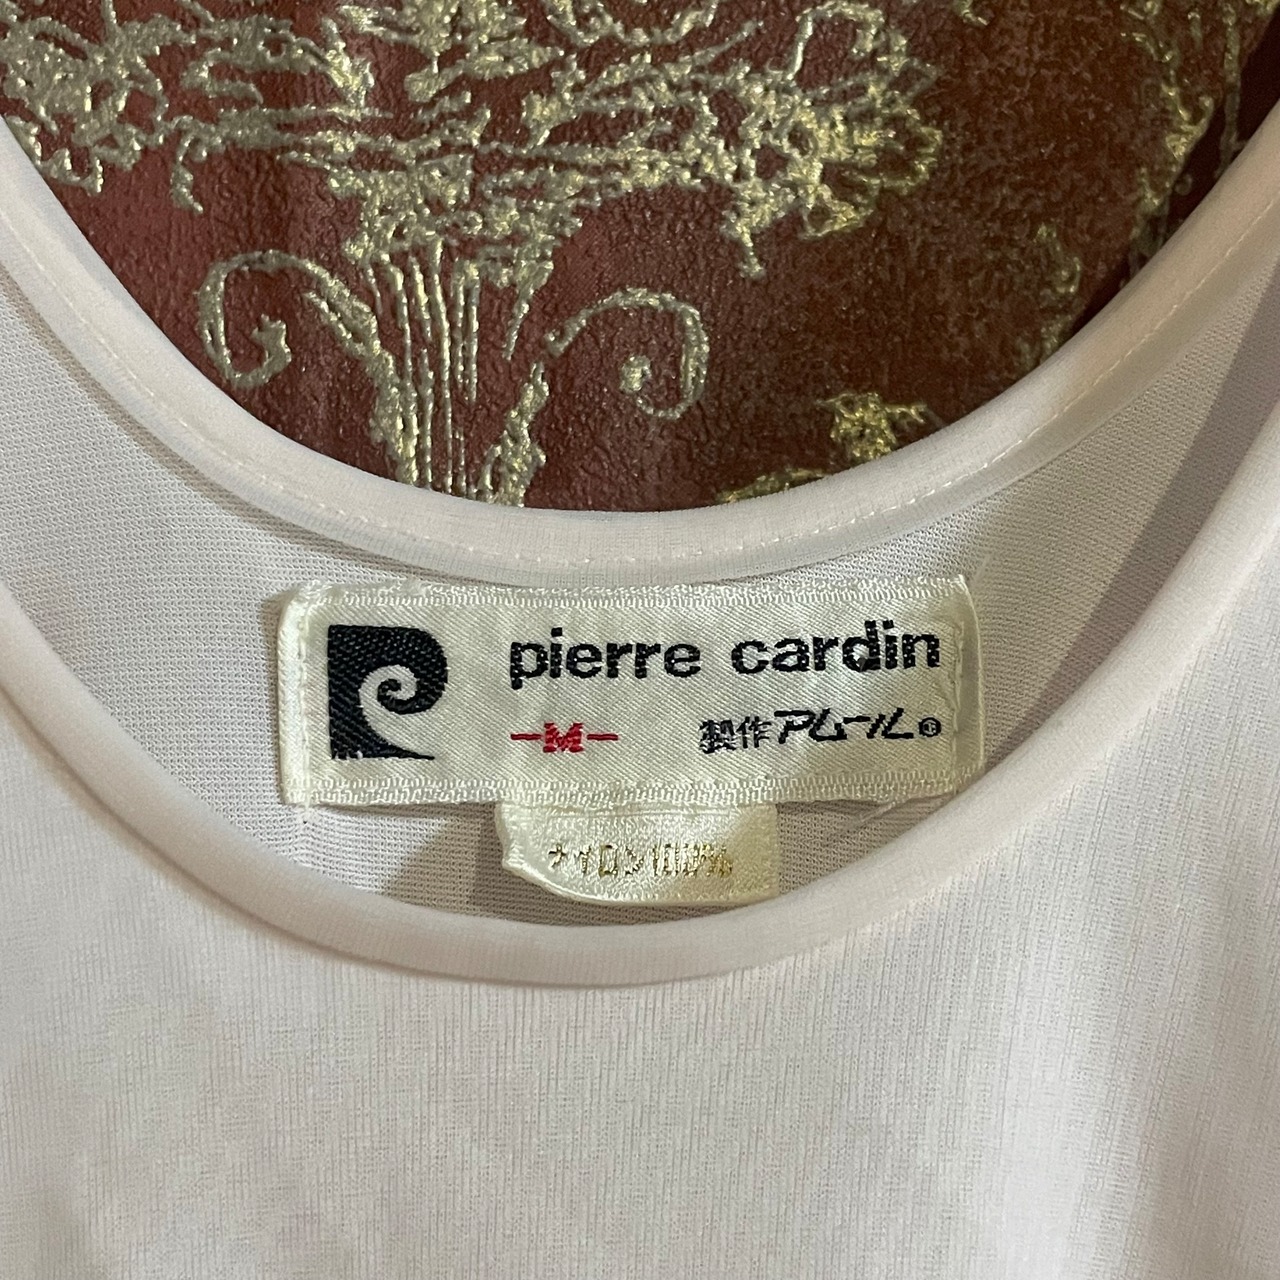 pierre cardin
-M- 製作アムール®
ナイロン100%